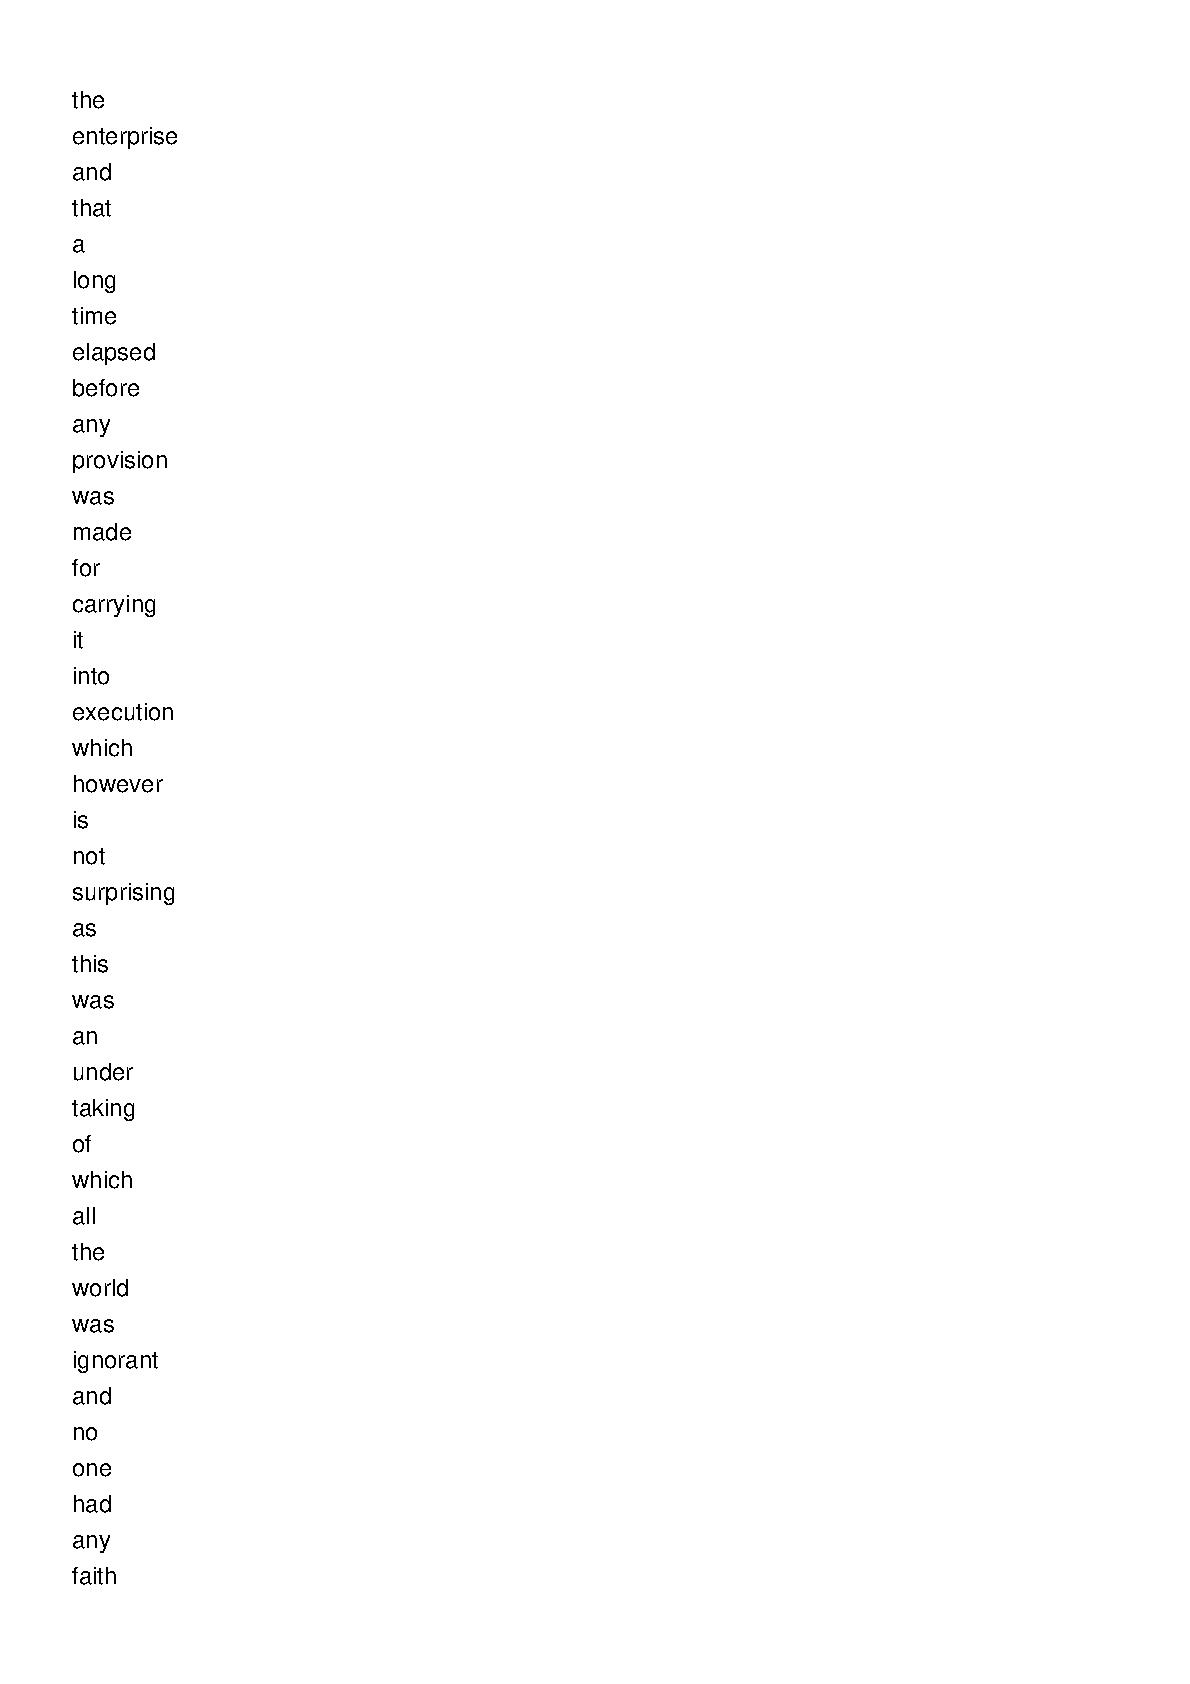 the
enterprise
and
that
a
long
time
elapsed
before
any
provision
was
made
for
carrying
it
into
execution
which
however
is
not
surprising
as
this
was
an
under
taking
of
which
all
the
world
was
ignorant
and
no
one
had
any
faith